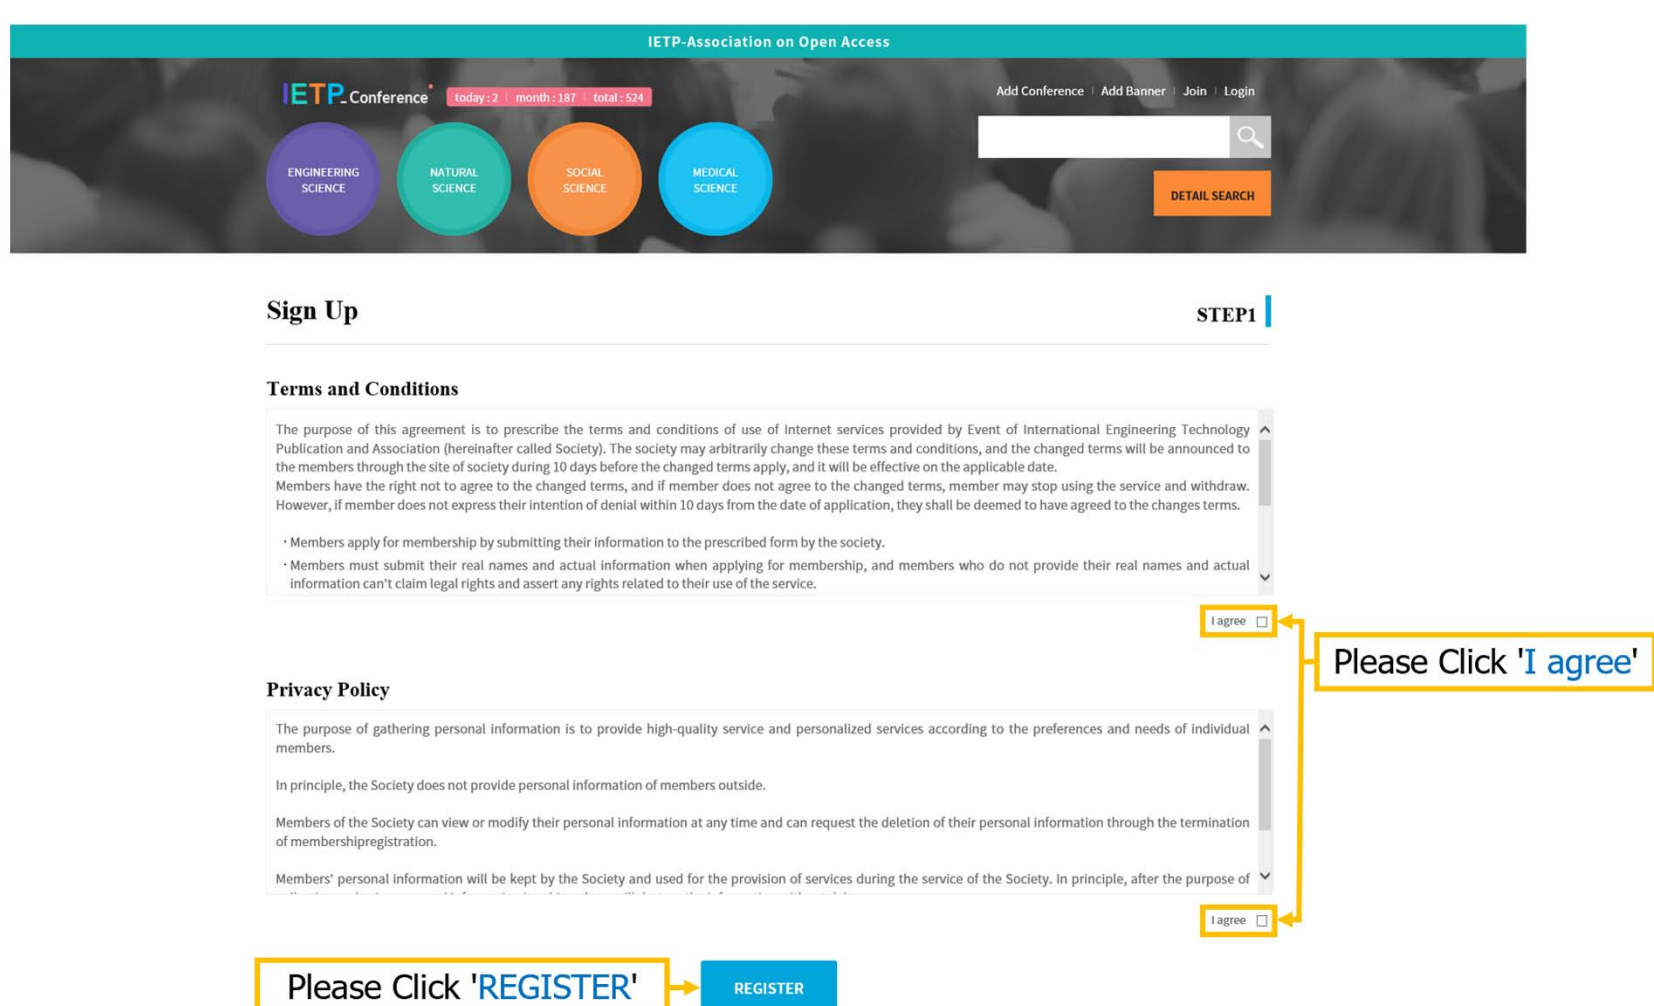 IETP-Association on Open Access
IETP_Conference
today : 2 | month : 187 | total : 524
Add Conference | Add Banner | Join | Login
ENGINEERING
SCIENCE
NATURAL
SCIENCE
SOCIAL
SCIENCE
MEDICAL
SCIENCE
DETAIL SEARCH
Sign Up
STEP1
Terms and Conditions
The purpose of this agreement is to prescribe the terms and conditions of use of Internet services provided by Event of International Engineering Technology
Publication and Association (hereinafter called Society). The society may arbitrarily change these terms and conditions, and the changed terms will be announced to
the members through the site of society during 10 days before the changed terms apply, and it will be effective on the applicable date.
Members have the right not to agree to the changed terms, and if member does not agree to the changed terms, member may stop using the service and withdraw.
However, if member does not express their intention of denial within 10 days from the date of application, they shall be deemed to have agreed to the changes terms.
· Members apply for membership by submitting their information to the prescribed form by the society.
· Members must submit their real names and actual information when applying for membership, and members who do not provide their real names and actual
information can't claim legal rights and assert any rights related to their use of the service.
I agree
Please Click 'I agree'
Privacy Policy
The purpose of gathering personal information is to provide high-quality service and personalized services according to the preferences and needs of individual
members.
In principle, the Society does not provide personal information of members outside.
Members of the Society can view or modify their personal information at any time and can request the deletion of their personal information through the termination
of membershipregistration.
Members' personal information will be kept by the Society and used for the provision of services during the service of the Society. In principle, after the purpose of
I agree
Please Click 'REGISTER'
REGISTER